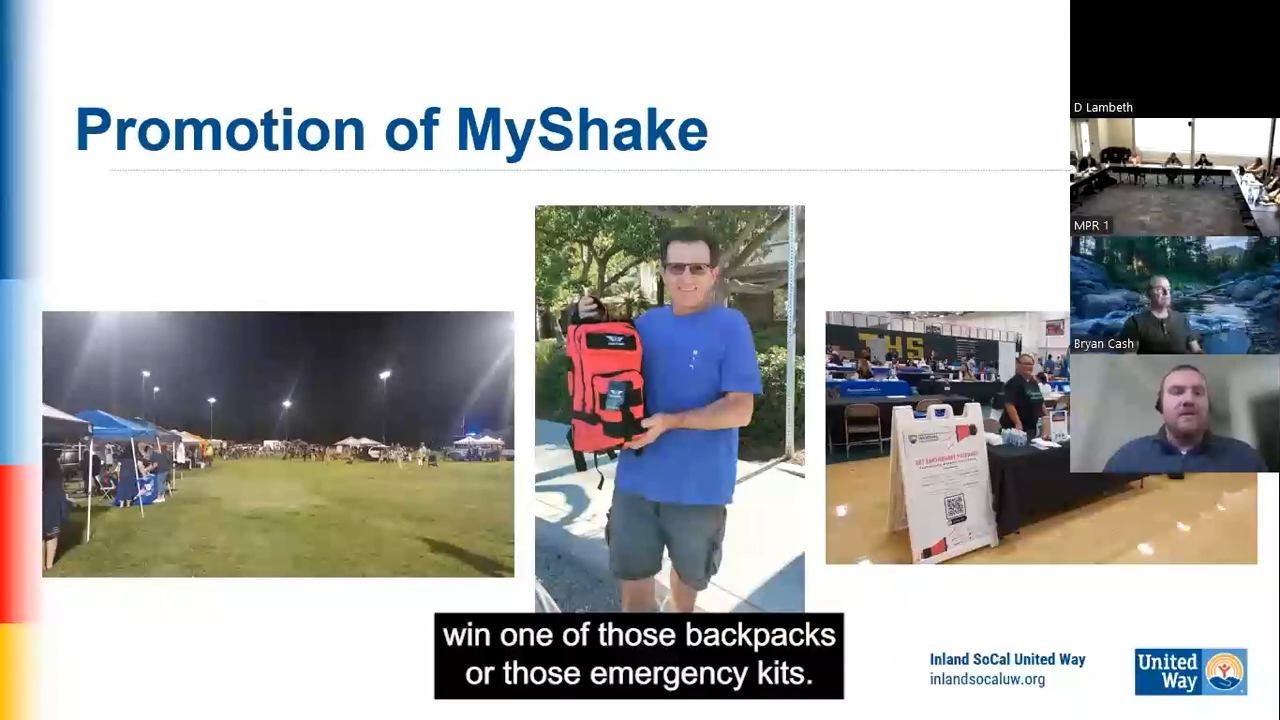 Promotion of MyShake
D Lambeth
MPR 1
Bryan Cash
THS
win one of those backpacks
or those emergency kits.
Inland SoCal United Way
inlandsocaluw.org
United
Way